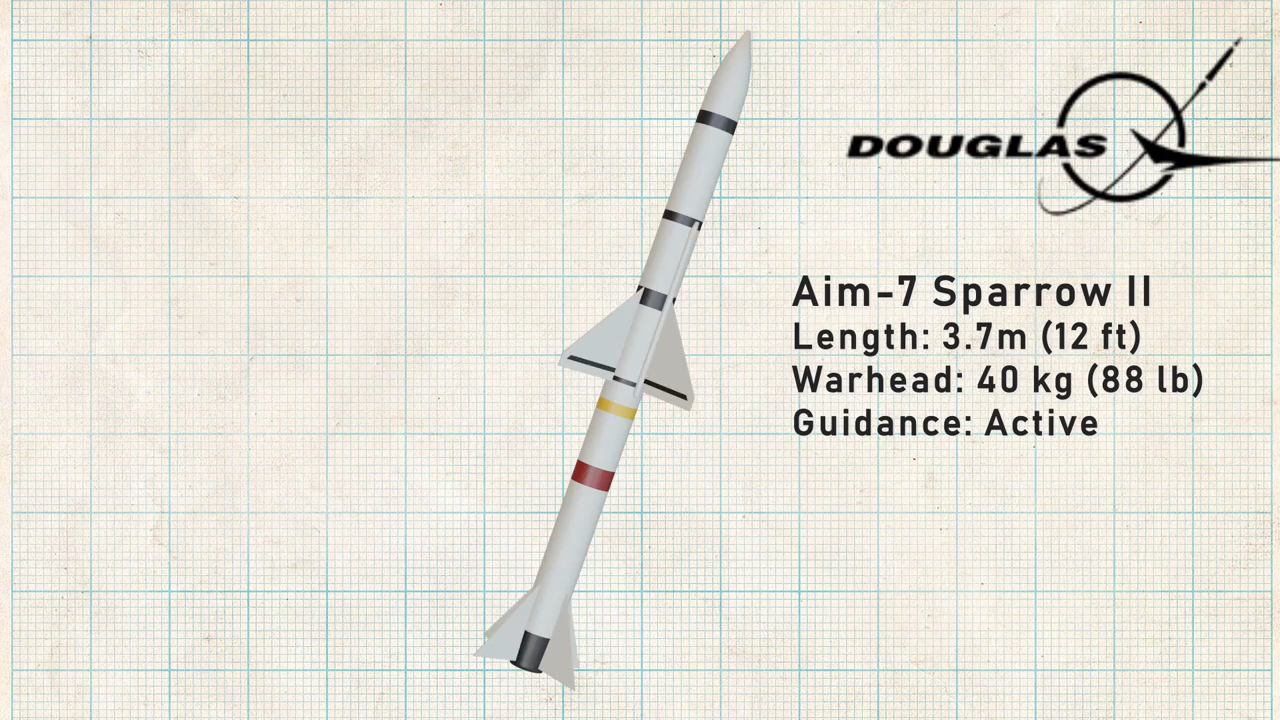 DOUGLAS
Aim-7 Sparrow II
Length: 3.7m (12 ft)
Warhead: 40 kg (88 lb)
Guidance: Active